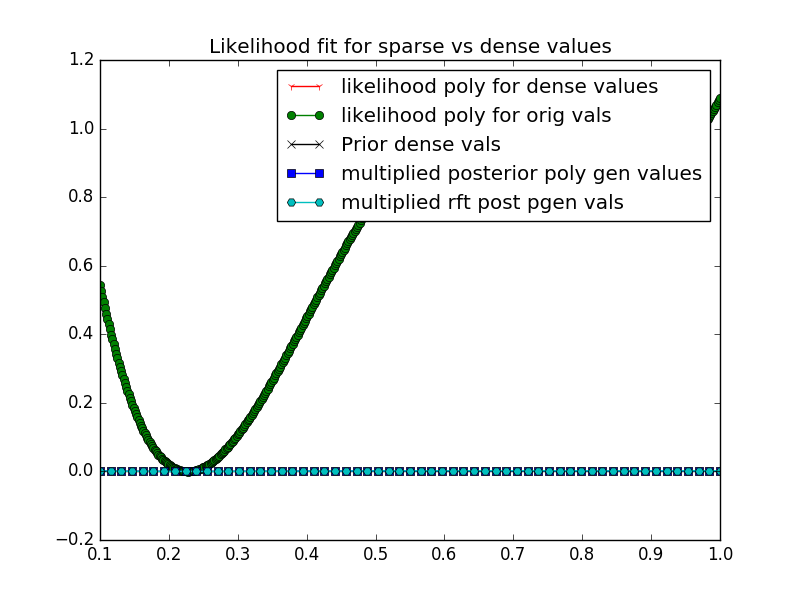 Likelihood fit for sparse vs dense values
1.2
1.0
0.8
0.6
0.4
0.2
0.0
−0.2
likelihood poly for dense values
likelihood poly for orig vals
Prior dense vals
multiplied posterior poly gen values
multiplied rft post pgen vals
0.1 0.2 0.3 0.4 0.5 0.6 0.7 0.8 0.9 1.0